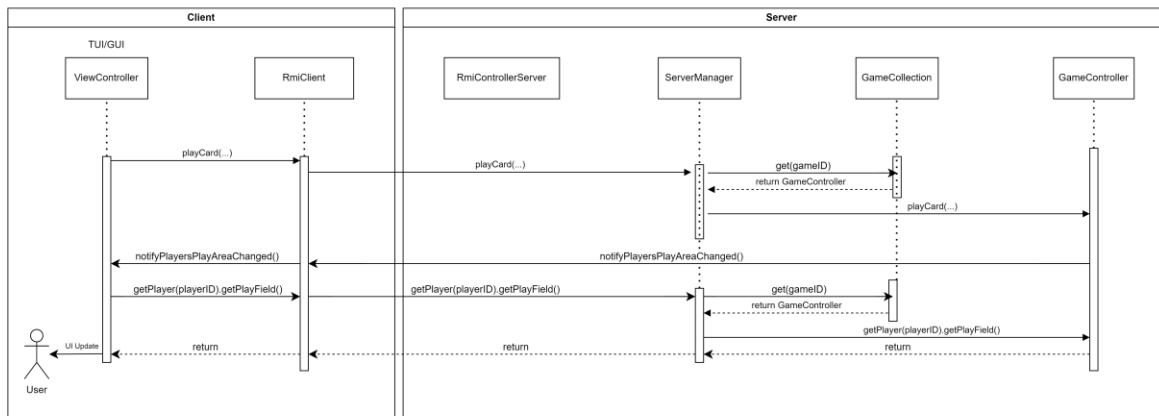 Client
Server
TUI/GUI
ViewController
RmiClient
RmiControllerServer
ServerManager
GameCollection
GameController
playCard(...)
playCard(...)
get(gameID)
return GameController
playCard(...)
notifyPlayersPlayAreaChanged()
notifyPlayersPlayAreaChanged()
getPlayer(playerID).getPlayField()
getPlayer(playerID).getPlayField()
get(gameID)
return GameController
getPlayer(playerID).getPlayField()
UI Update
return
return
return
User